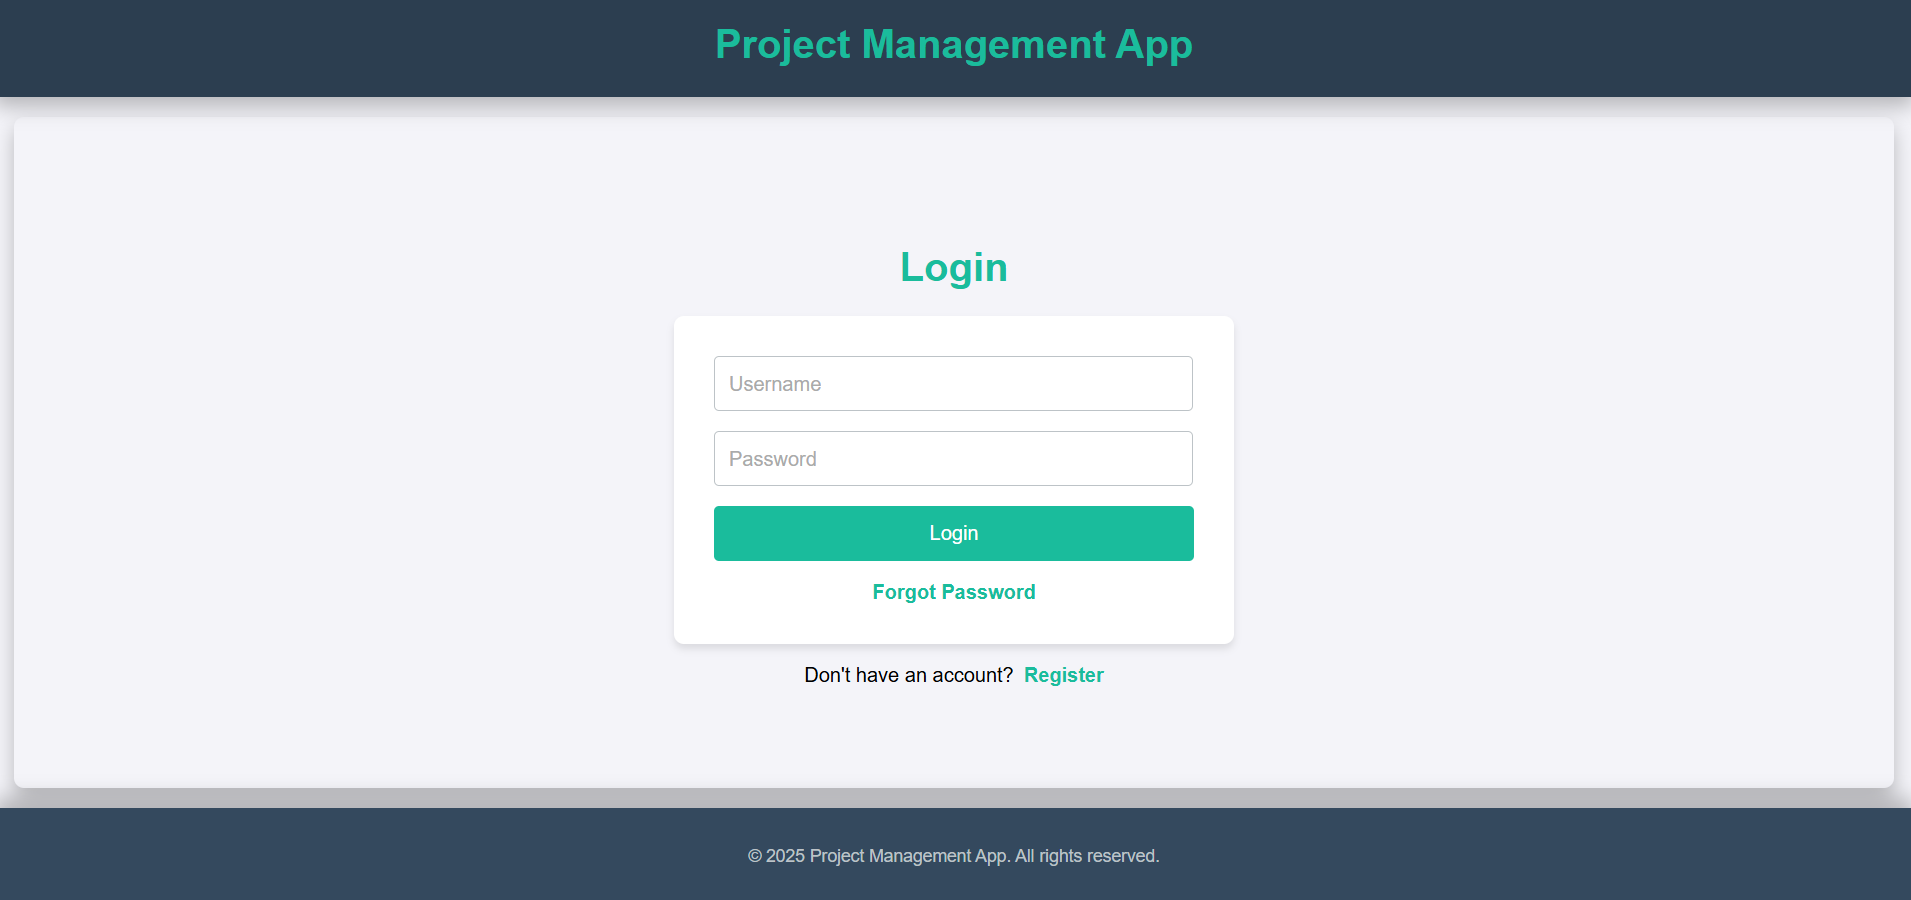 Project Management App
Login
Username
Password
Login
Forgot Password
Don't have an account? Register
© 2025 Project Management App. All rights reserved.